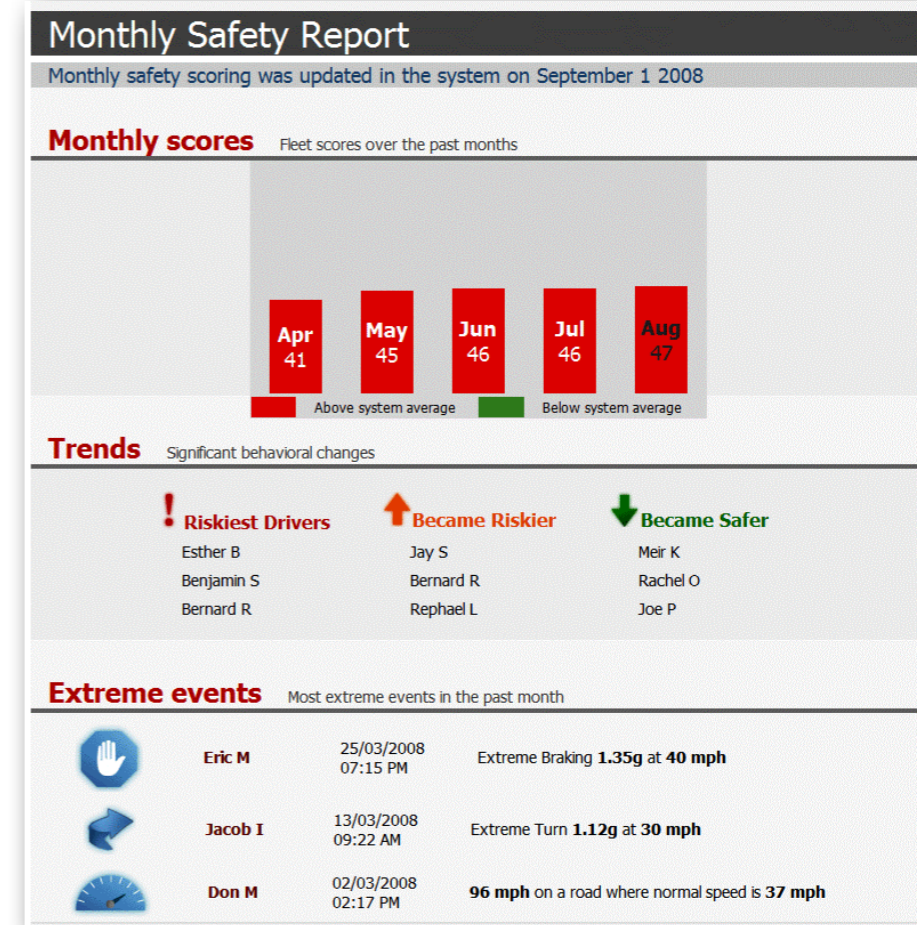 Monthly Safety Report
Monthly safety scoring was updated in the system on September 1 2008
Monthly scores Fleet scores over the past months
Apr May Jun Jul Aug
41 45 46 46 47
Above system average Below system average
Trends Significant behavioral changes
! Riskiest Drivers Became Riskier Became Safer
Esther B Jay S Meir K
Benjamin S Bernard R Rachel O
Bernard R Rephael L Joe P
Extreme events Most extreme events in the past month
Eric M 25/03/2008 07:15 PM Extreme Braking 1.35g at 40 mph
Jacob I 13/03/2008 09:22 AM Extreme Turn 1.12g at 30 mph
Don M 02/03/2008 02:17 PM 96 mph on a road where normal speed is 37 mph